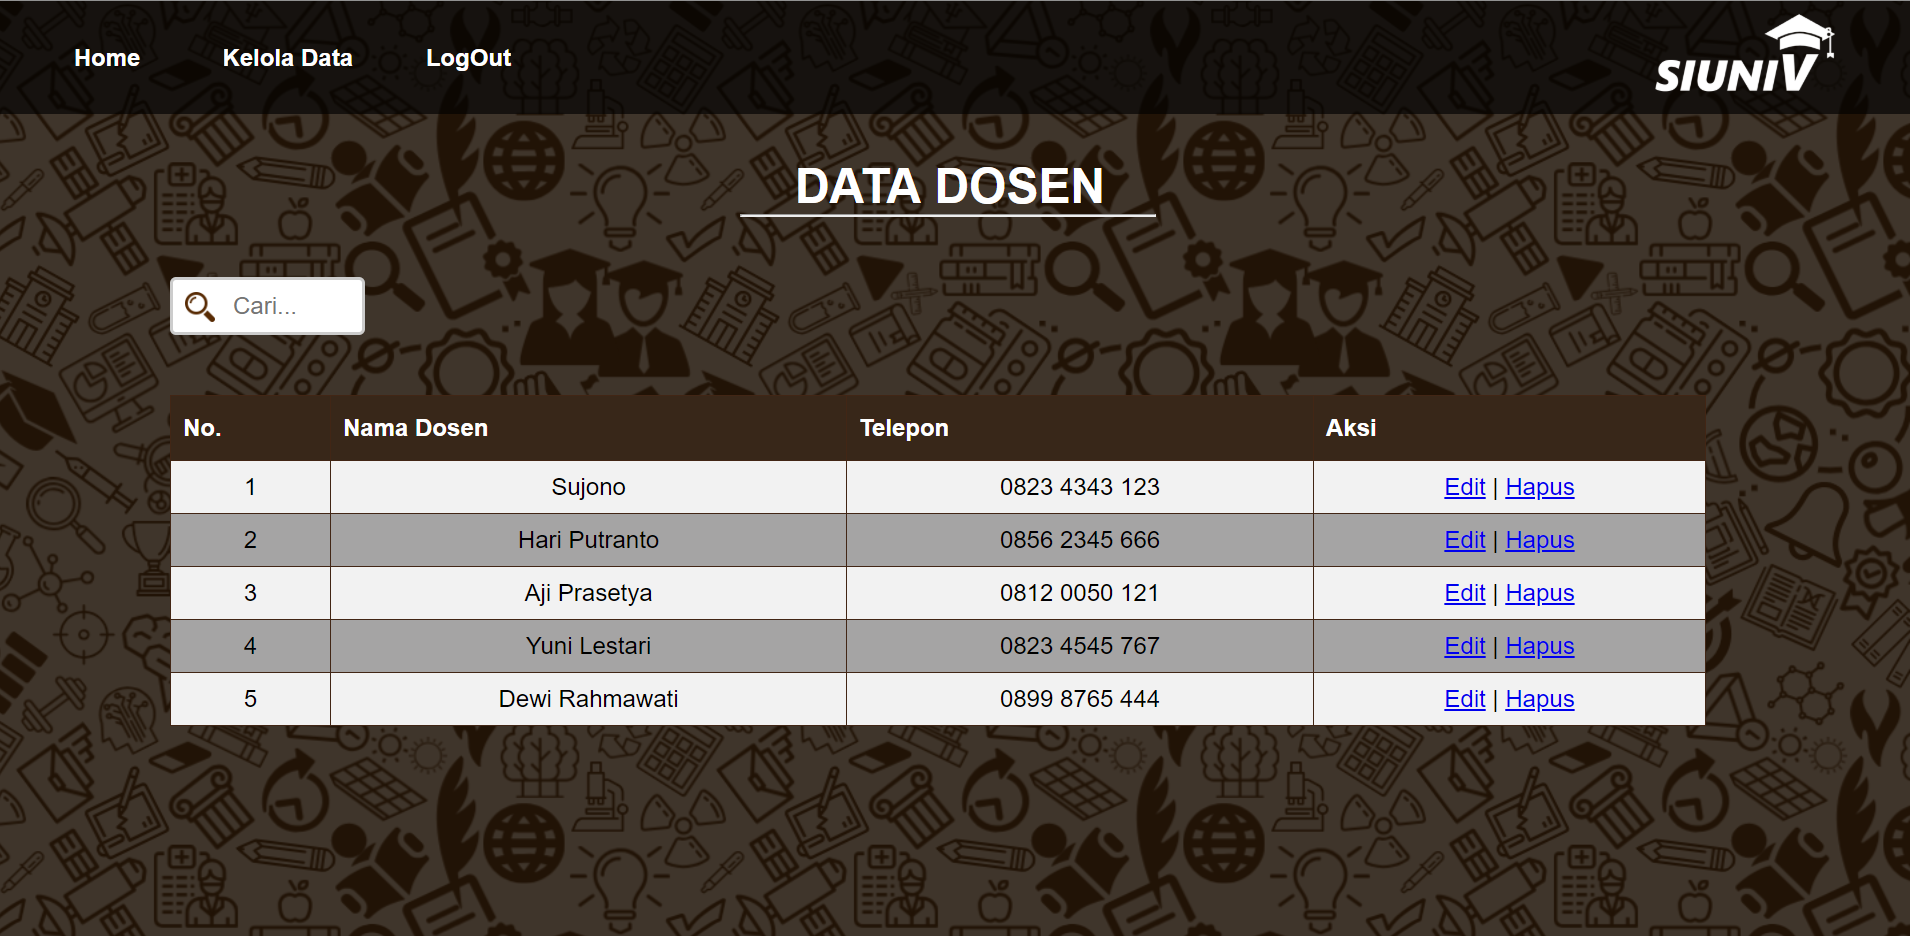 Home Kelola Data LogOut SIUNIV
DATA DOSEN
Cari...
No. Nama Dosen Telepon Aksi
1 Sujono 0823 4343 123 Edit | Hapus
2 Hari Putranto 0856 2345 666 Edit | Hapus
3 Aji Prasetya 0812 0050 121 Edit | Hapus
4 Yuni Lestari 0823 4545 767 Edit | Hapus
5 Dewi Rahmawati 0899 8765 444 Edit | Hapus